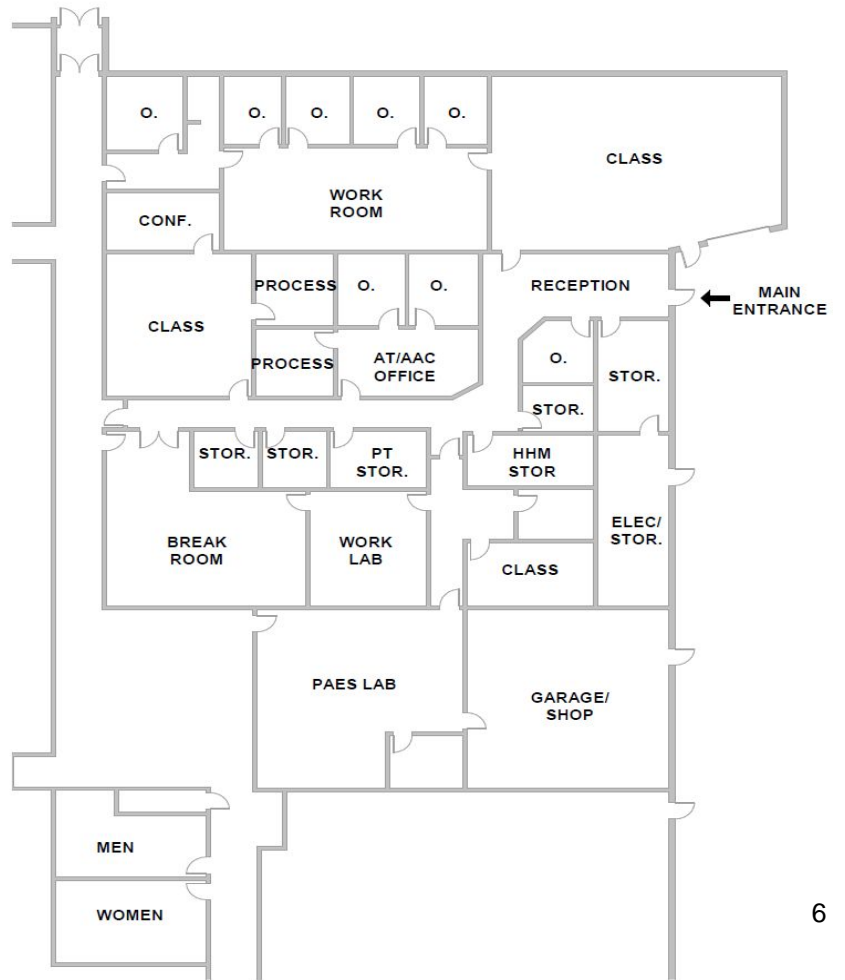 O.
O.
O.
O.
O.
CLASS
WORK
ROOM
CONF.
PROCESS
O.
O.
RECEPTION
MAIN
ENTRANCE
CLASS
PROCESS
AT/AAC
OFFICE
O.
STOR.
STOR.
STOR.
STOR.
PT
STOR.
HHM
STOR
BREAK
ROOM
WORK
LAB
ELEC/
STOR.
CLASS
PAES LAB
GARAGE/
SHOP
MEN
WOMEN
6